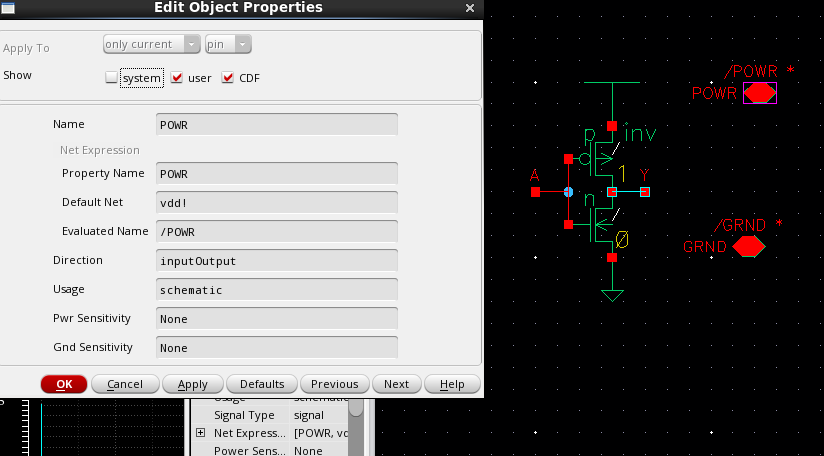 Edit Object Properties
Apply To only current pin
Show system user CDF
Name POWR
Net Expression
Property Name POWR
Default Net vdd!
Evaluated Name /POWR
Direction inputOutput
Usage schematic
Pwr Sensitivity None
Gnd Sensitivity None
OK Cancel Apply Defaults Previous Next Help
Signal Type signal
Net Express... [POWR, vd
Power Sens... None
/POWR *
POWR
p inv
1
A Y
n
0
/GRND *
GRND